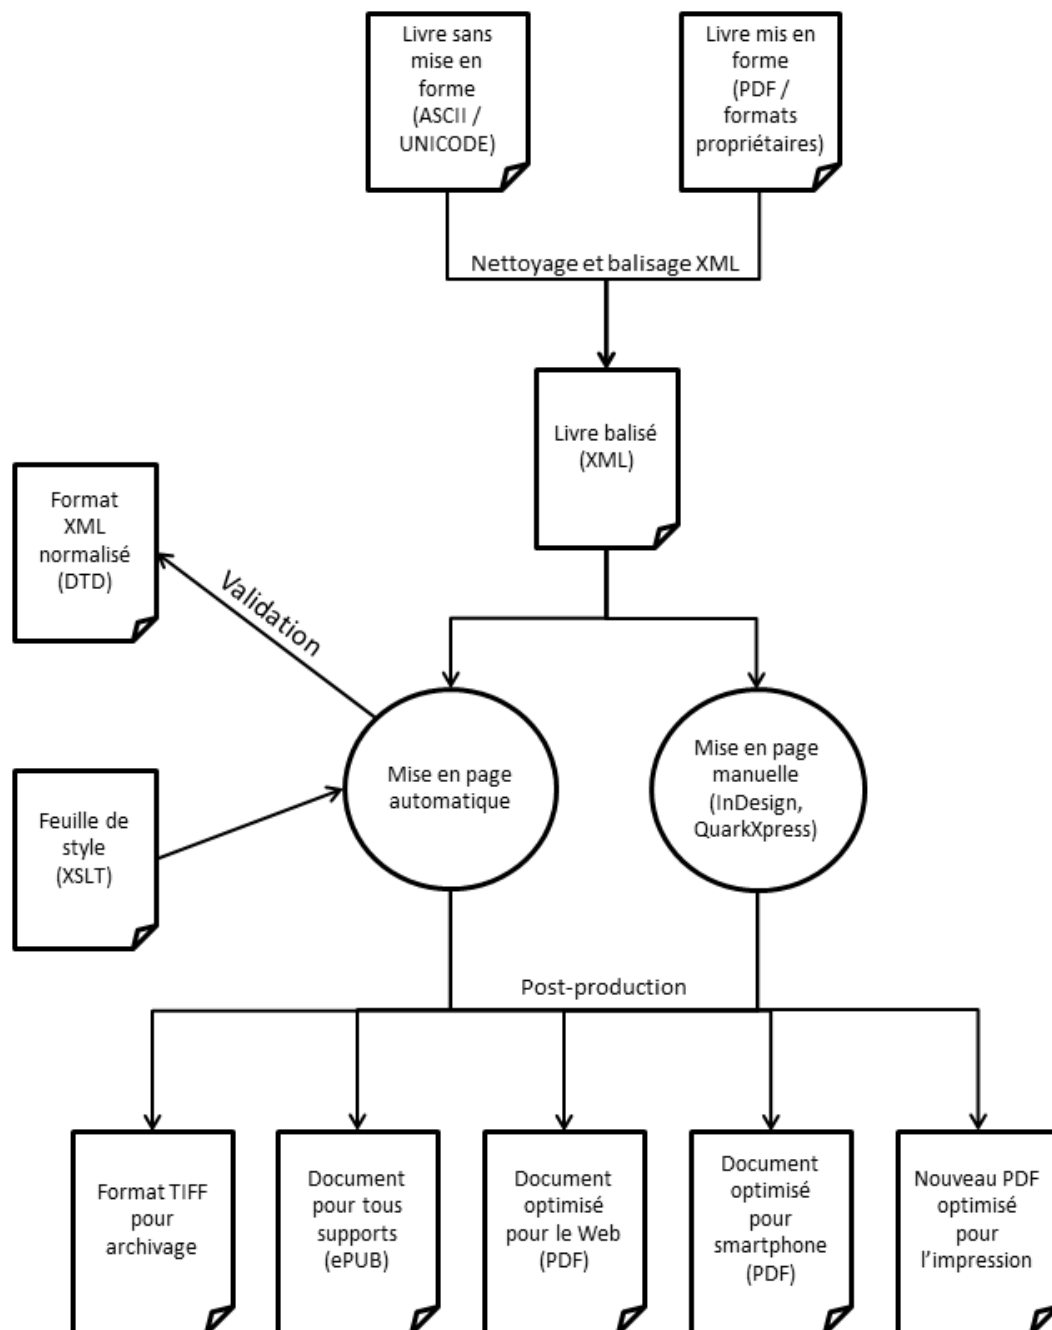 Livre sans
mise en
forme
(ASCII /
UNICODE)
Livre mis en
forme
(PDF /
formats
propriétaires)
Nettoyage et balisage XML
Livre balisé
(XML)
Format
XML
normalisé
(DTD)
Validation
Mise en page
automatique
Mise en page
manuelle
(InDesign,
QuarkXpress)
Feuille de
style
(XSLT)
Post-production
Format TIFF
pour
archivage
Document
pour tous
supports
(ePUB)
Document
optimisé
pour le Web
(PDF)
Document
optimisé
pour
smartphone
(PDF)
Nouveau PDF
optimisé
pour
l'impression